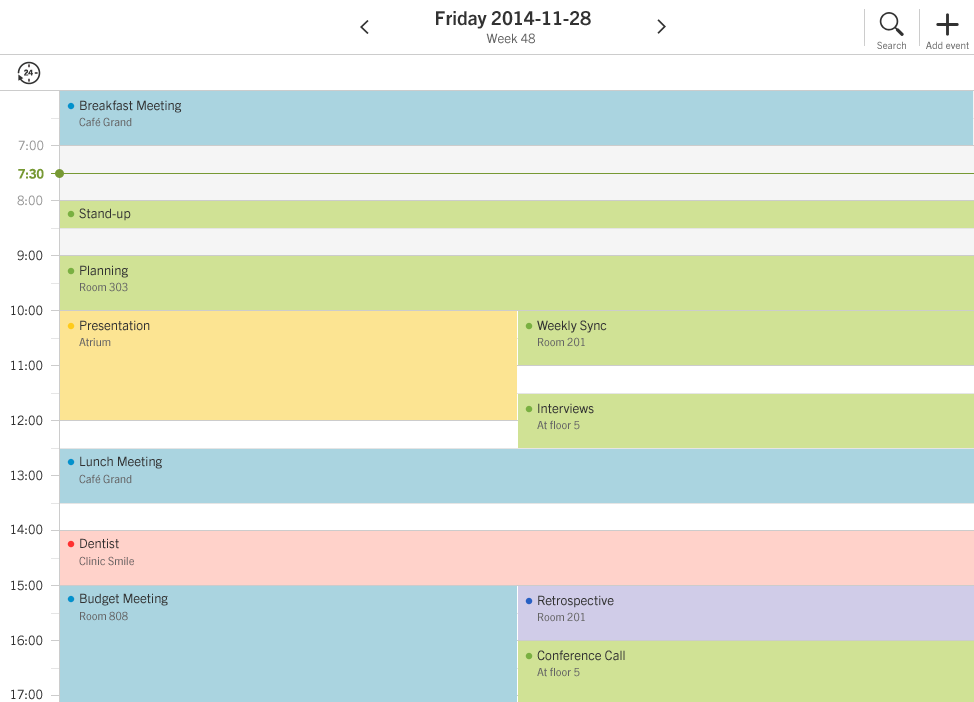 Friday 2014-11-28
Week 48
Search
Add event
24
Breakfast Meeting
Café Grand
7:00
7:30
8:00
Stand-up
9:00
Planning
Room 303
10:00
Presentation
Weekly Sync
Atrium
Room 201
11:00
Interviews
12:00
At floor 5
Lunch Meeting
13:00
Café Grand
14:00
Dentist
Clinic Smile
15:00
Budget Meeting
Retrospective
Room 808
Room 201
16:00
Conference Call
At floor 5
17:00